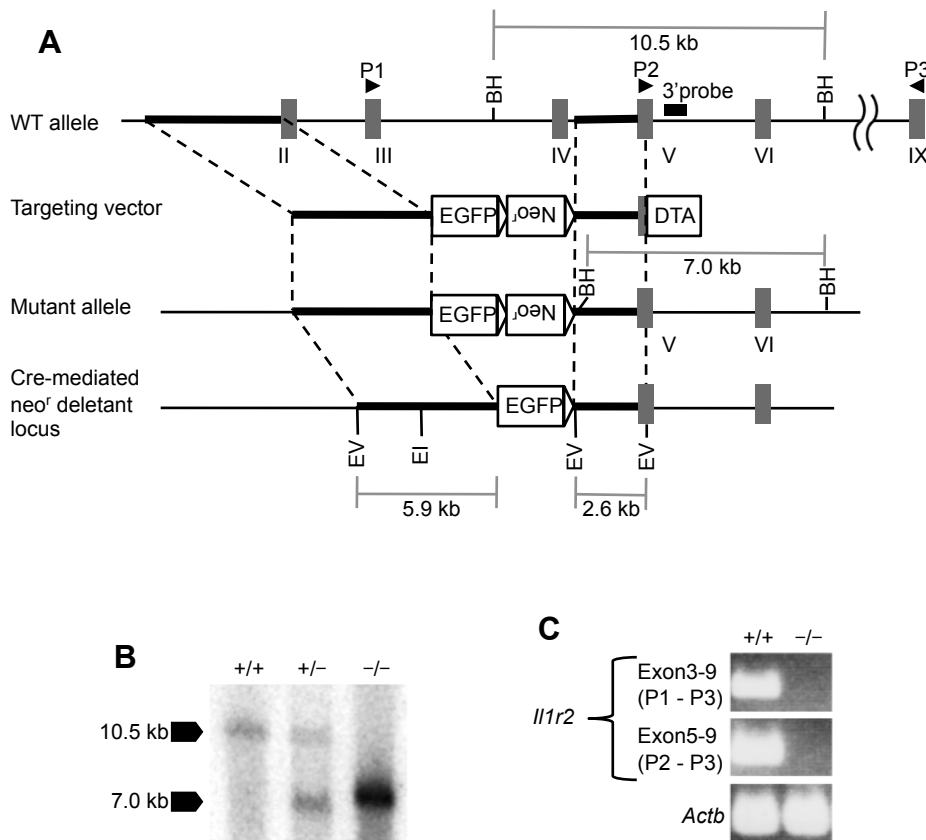 A
10.5 kb
P1
BH
P2
3'probe
BH
P3
WT allele
II
III
IV
V
VI
IX
Targeting vector
EGFP
Neoʳ
DTA
7.0 kb
BH
BH
Mutant allele
EGFP
Neoʳ
V
VI
Cre-mediated
neoʳ deletant
locus
EGFP
EV
EI
EV
EV
5.9 kb
2.6 kb
B
+/+
+/−
−/−
10.5 kb
7.0 kb
C
+/+
−/−
Il1r2
Exon3-9
(P1 - P3)
Exon5-9
(P2 - P3)
Actb